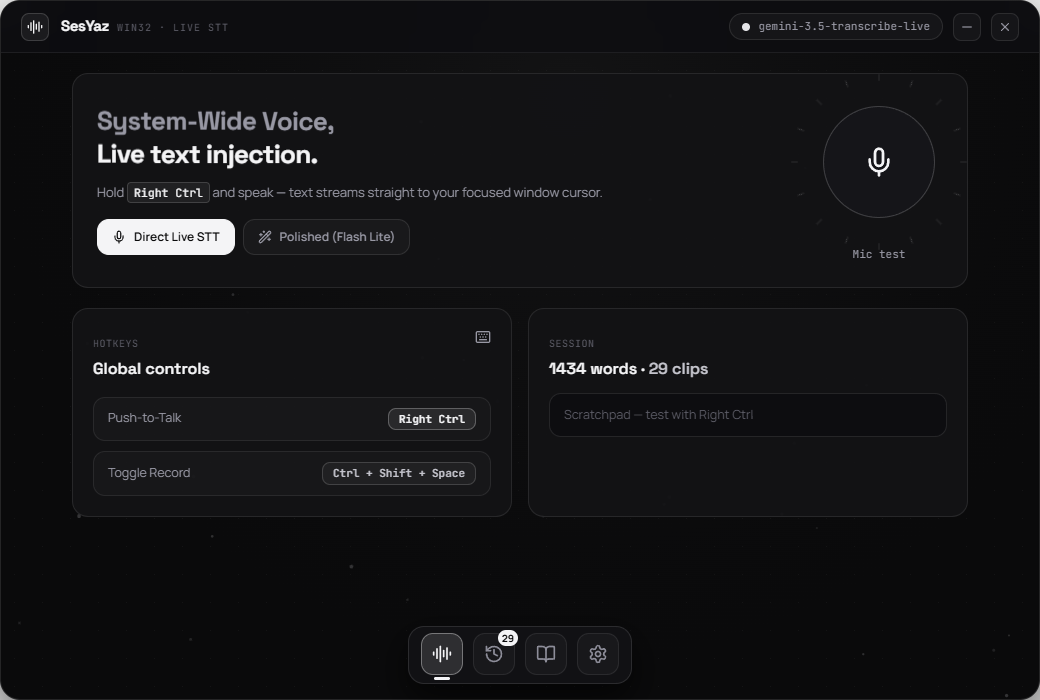 SesYaz WIN32 · LIVE STT
gemini-3.5-transcribe-live
System-Wide Voice,
Live text injection.
Hold Right Ctrl and speak — text streams straight to your focused window cursor.
Direct Live STT
Polished (Flash Lite)
Mic test
HOTKEYS
Global controls
Push-to-Talk
Right Ctrl
Toggle Record
Ctrl + Shift + Space
SESSION
1434 words · 29 clips
Scratchpad — test with Right Ctrl
29